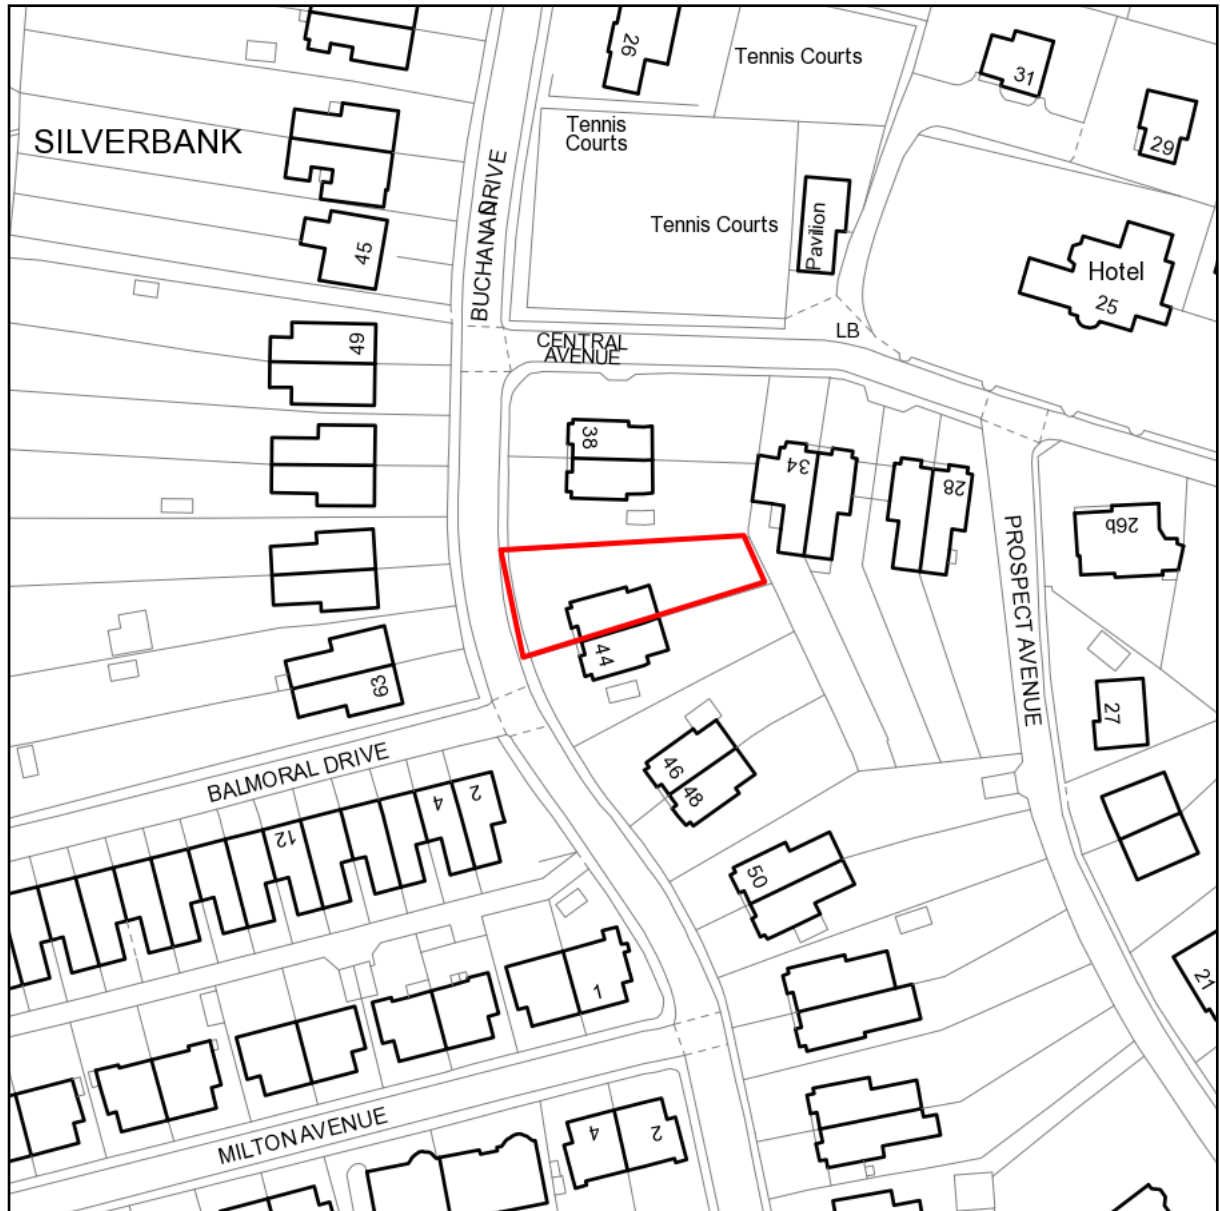 26
Tennis Courts
31
29
Tennis
Courts
SILVERBANK
BUCHANAN DRIVE
Tennis Courts
Pavilion
45
Hotel
25
LB
CENTRAL
AVENUE
49
38
34
28
26b
PROSPECT AVENUE
44
63
27
46
48
BALMORAL DRIVE
12
4
2
50
1
21
MILTON AVENUE
4
2